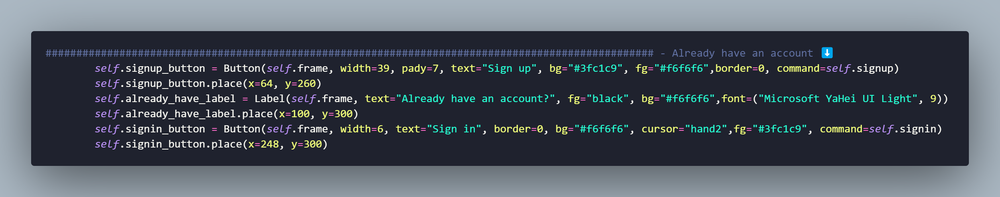 ################################################################################################### - Already have an account ⬇️
self.signup_button = Button(self.frame, width=39, pady=7, text="Sign up", bg="#3fc1c9", fg="#f6f6f6",border=0, command=self.signup)
self.signup_button.place(x=64, y=260)
self.already_have_label = Label(self.frame, text="Already have an account?", fg="black", bg="#f6f6f6",font=("Microsoft YaHei UI Light", 9))
self.already_have_label.place(x=100, y=300)
self.signin_button = Button(self.frame, width=6, text="Sign in", border=0, bg="#f6f6f6", cursor="hand2",fg="#3fc1c9", command=self.signin)
self.signin_button.place(x=248, y=300)